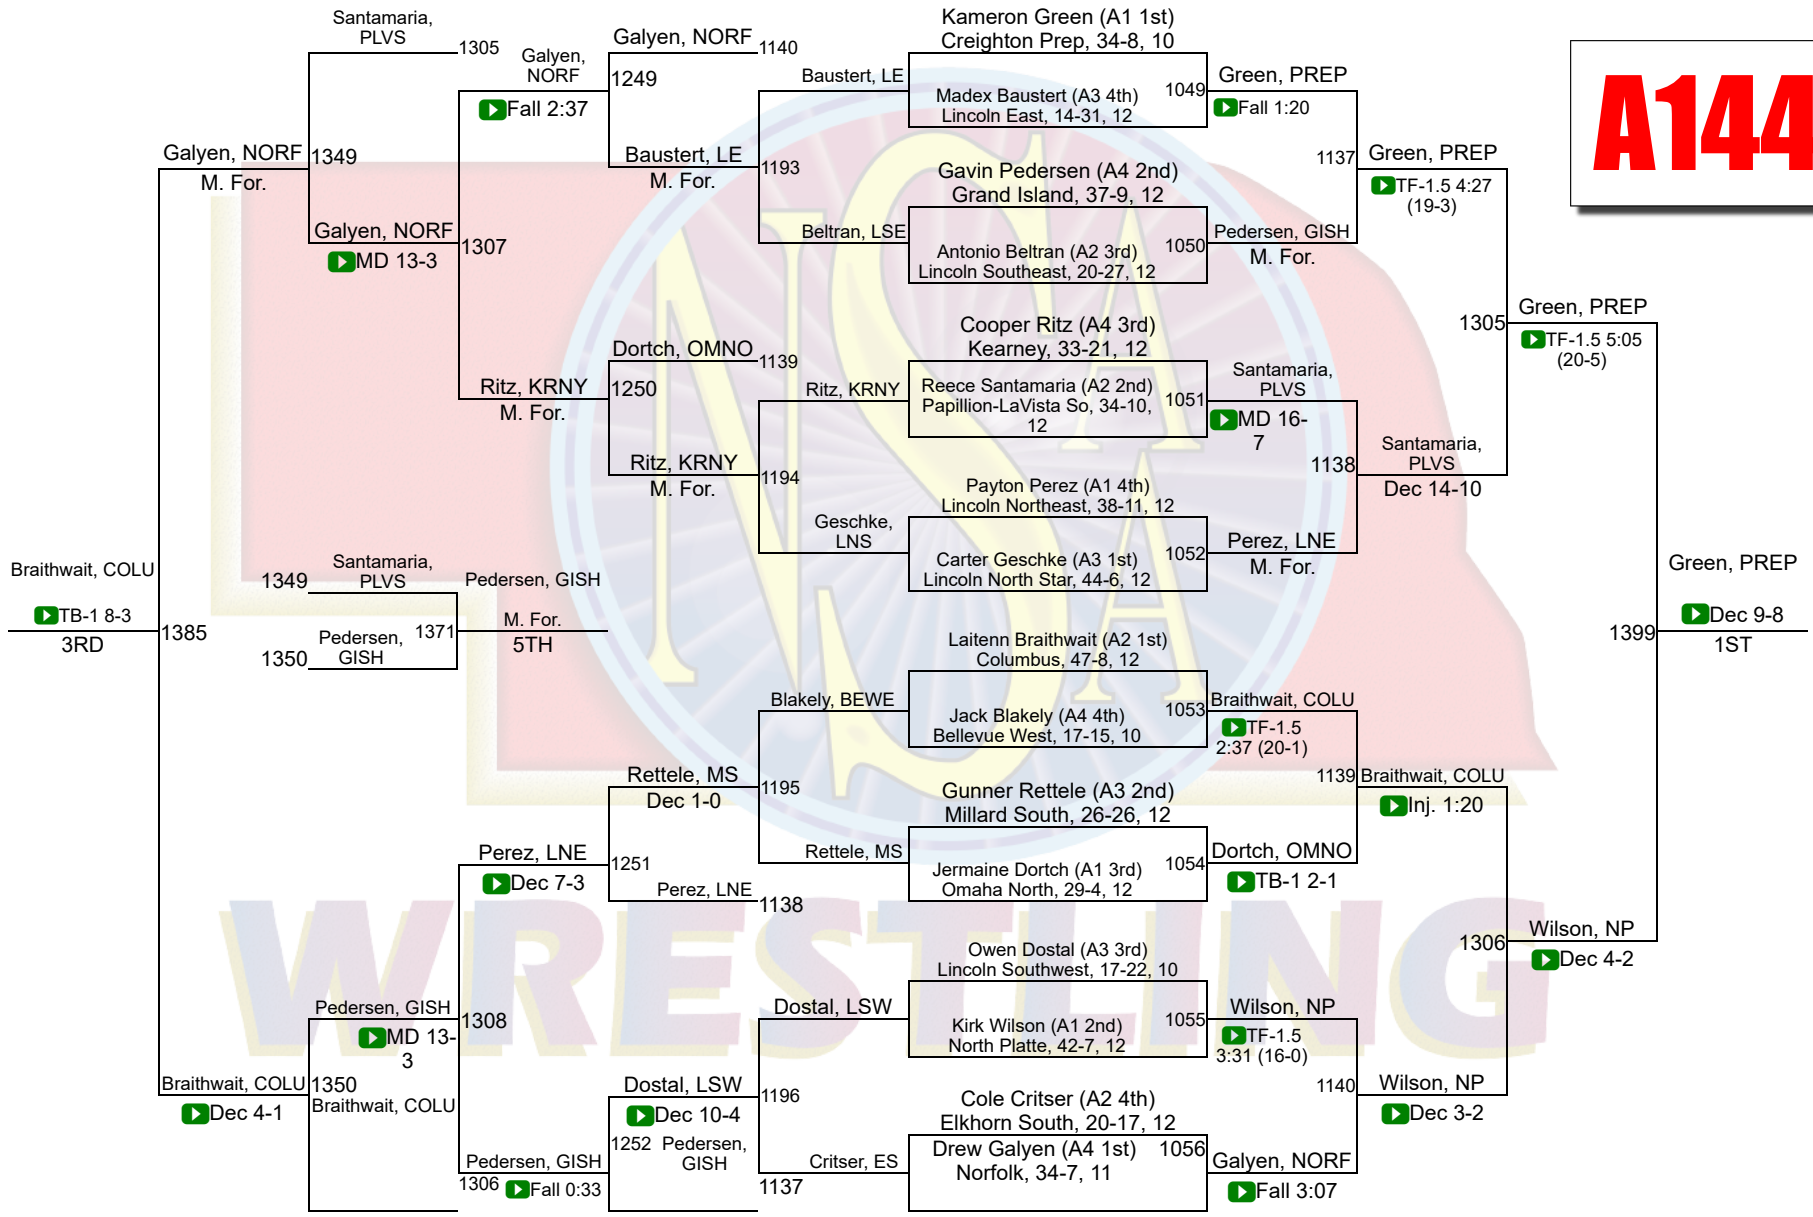 A144
Kameron Green (A1 1st)
Creighton Prep, 34-8, 10
Madex Baustert (A3 4th)
Lincoln East, 14-31, 12
1049
Green, PREP
Fall 1:20
Gavin Pedersen (A4 2nd)
Grand Island, 37-9, 12
Antonio Beltran (A2 3rd)
Lincoln Southeast, 20-27, 12
1050
Pedersen, GISH
M. For.
1137
Green, PREP
TF-1.5 4:27
(19-3)
Cooper Ritz (A4 3rd)
Kearney, 33-21, 12
Reece Santamaria (A2 2nd)
Papillion-LaVista So, 34-10,
12
1051
Santamaria,
PLVS
MD 16-
7
Payton Perez (A1 4th)
Lincoln Northeast, 38-11, 12
Carter Geschke (A3 1st)
Lincoln North Star, 44-6, 12
1052
Perez, LNE
M. For.
1138
Santamaria,
PLVS
Dec 14-10
1305
Green, PREP
TF-1.5 5:05
(20-5)
Laitenn Braithwait (A2 1st)
Columbus, 47-8, 12
Jack Blakely (A4 4th)
Bellevue West, 17-15, 10
1053
Braithwait, COLU
TF-1.5
2:37 (20-1)
Gunner Rettele (A3 2nd)
Millard South, 26-26, 12
Jermaine Dortch (A1 3rd)
Omaha North, 29-4, 12
1054
Dortch, OMNO
TB-1 2-1
1139
Braithwait, COLU
Inj. 1:20
Owen Dostal (A3 3rd)
Lincoln Southwest, 17-22, 10
Kirk Wilson (A1 2nd)
North Platte, 42-7, 12
1055
Wilson, NP
TF-1.5
3:31 (16-0)
Cole Critser (A2 4th)
Elkhorn South, 20-17, 12
Drew Galyen (A4 1st)
Norfolk, 34-7, 11
1056
Galyen, NORF
Fall 3:07
1140
Wilson, NP
Dec 3-2
1306
Wilson, NP
Dec 4-2
1399
Green, PREP
Dec 9-8
1ST
Baustert, LE
Beltran, LSE
1193
Baustert, LE
M. For.
Galyen, NORF
1140
1249
Galyen,
NORF
Fall 2:37
Ritz, KRNY
Geschke,
LNS
1194
Ritz, KRNY
M. For.
Dortch, OMNO
1139
1250
Ritz, KRNY
M. For.
1307
Galyen, NORF
MD 13-3
Santamaria,
PLVS
1305
1349
Galyen, NORF
M. For.
Blakely, BEWE
Rettele, MS
1195
Rettele, MS
Dec 1-0
Perez, LNE
1138
1251
Perez, LNE
Dec 7-3
Dostal, LSW
Critser, ES
1196
Dostal, LSW
Dec 10-4
Pedersen,
GISH
1137
1252
Pedersen, GISH
Fall 0:33
1308
Pedersen, GISH
MD 13-
3
Braithwait, COLU
1306
1350
Braithwait, COLU
Dec 4-1
1385
Braithwait, COLU
TB-1 8-3
3RD
1349
Santamaria,
PLVS
1350
Pedersen,
GISH
1371
Pedersen, GISH
M. For.
5TH
NSAA
WRESTLING